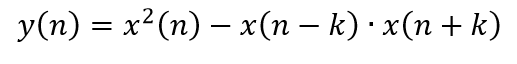 y(n) = x²(n) − x(n − k) · x(n + k)